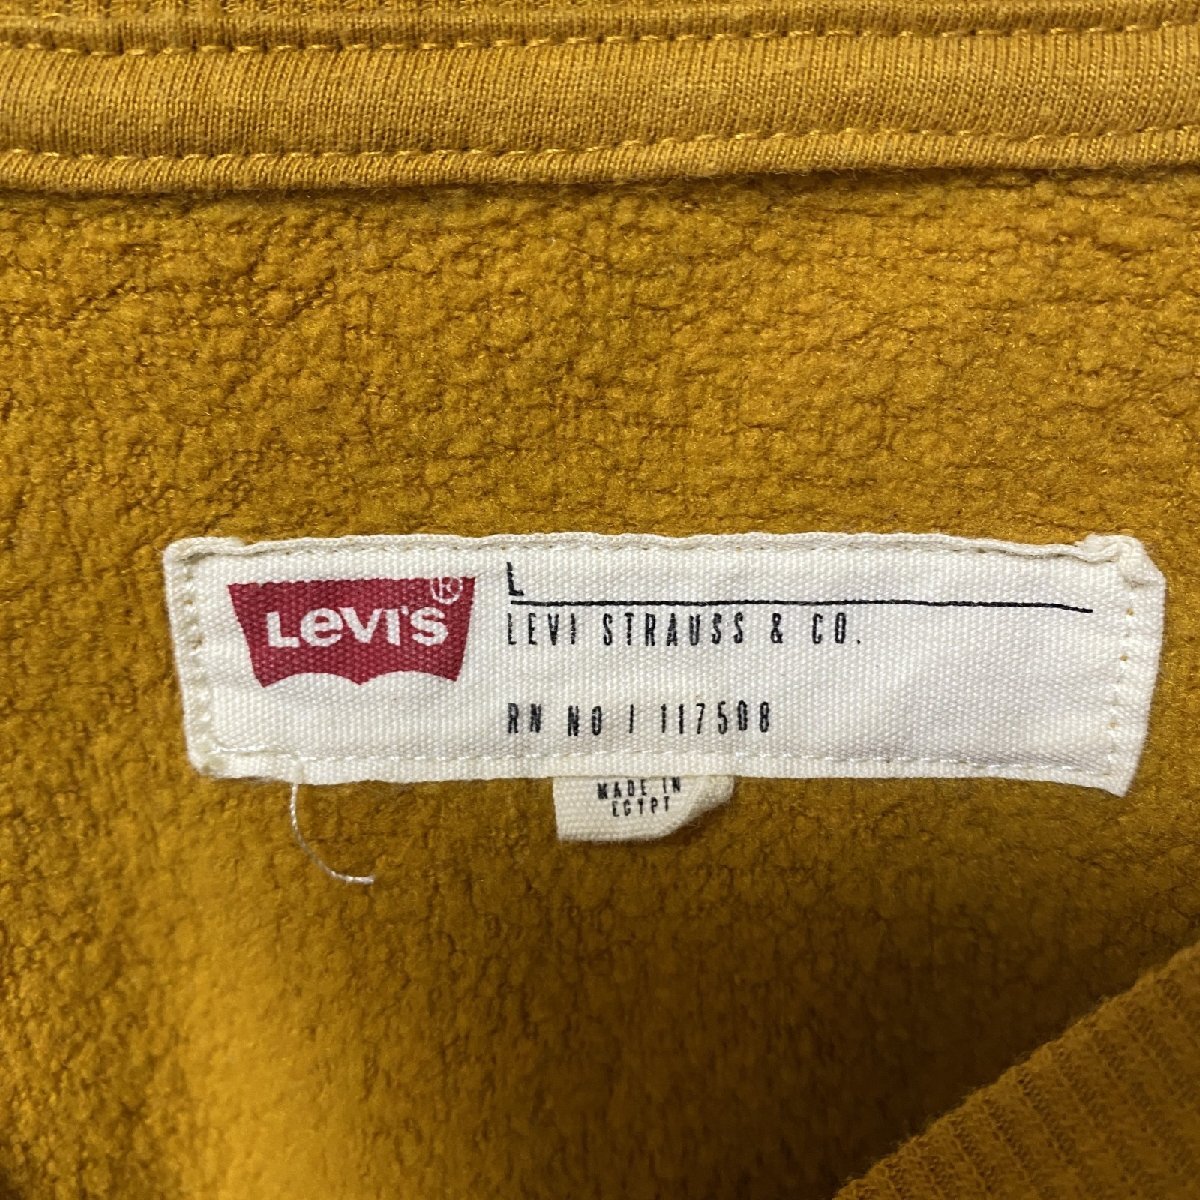 LEVI'S®
L
LEVI STRAUSS & CO.
RN NO / 117508
MADE IN
EGYPT